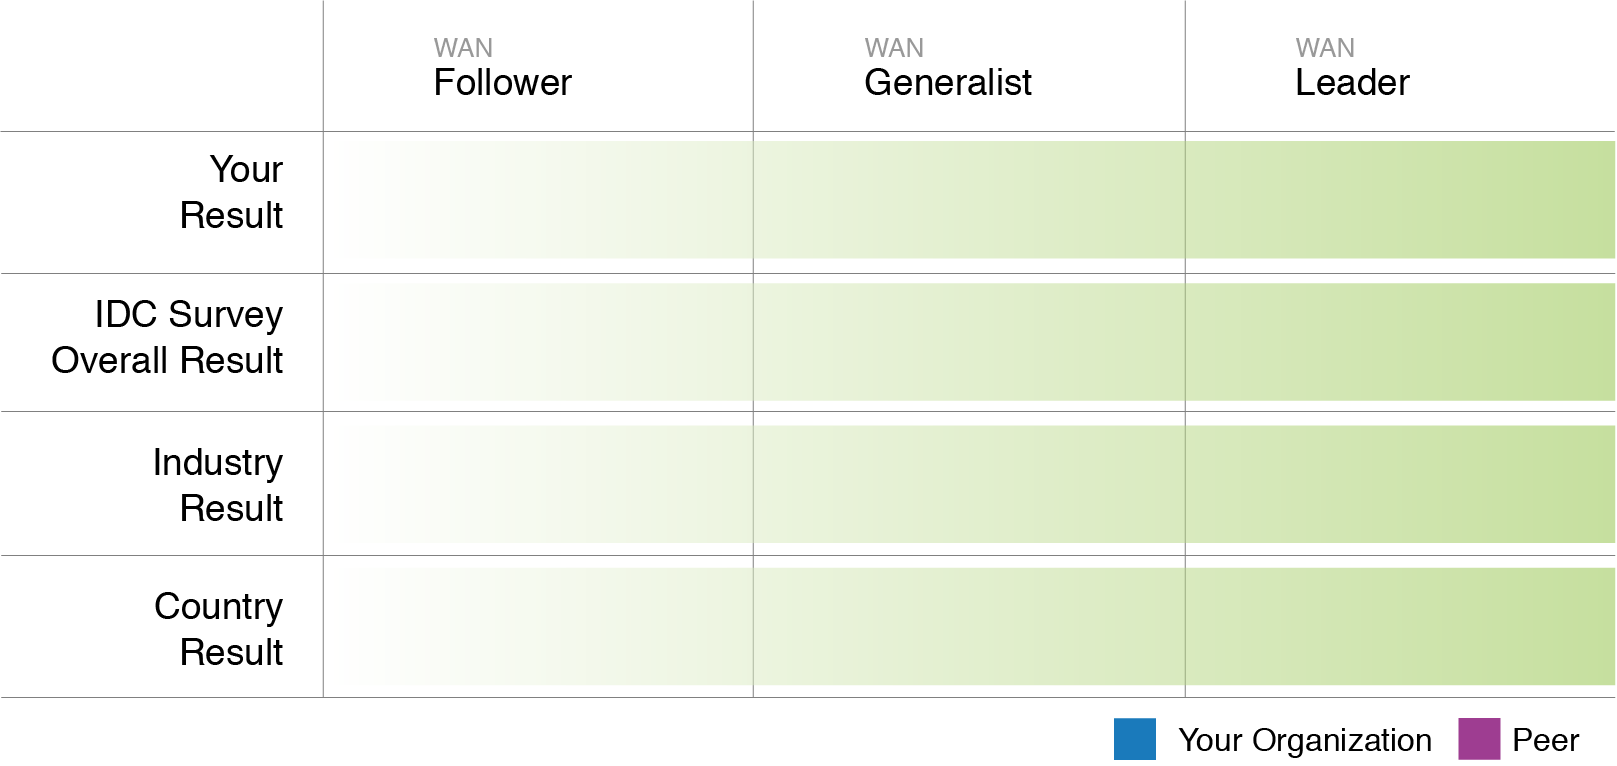 WAN
Follower
WAN
Generalist
WAN
Leader
Your
Result
IDC Survey
Overall Result
Industry
Result
Country
Result
Your Organization
Peer